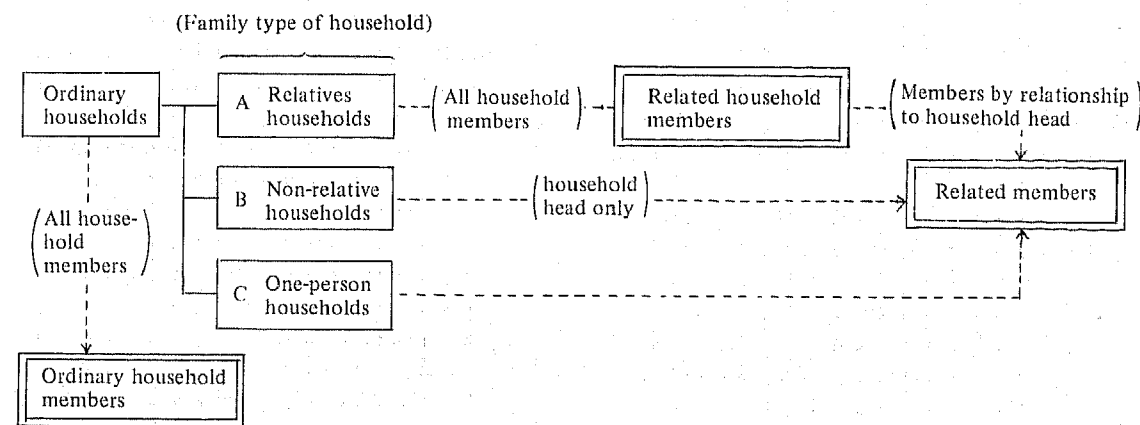 (Family type of household)
Ordinary
households
A Relatives
households
(All household
members)
Related household
members
(Members by relationship
to household head)
B Non-relative
households
(household
head only)
Related members
(All house-
hold
members)
C One-person
households
Ordinary household
members